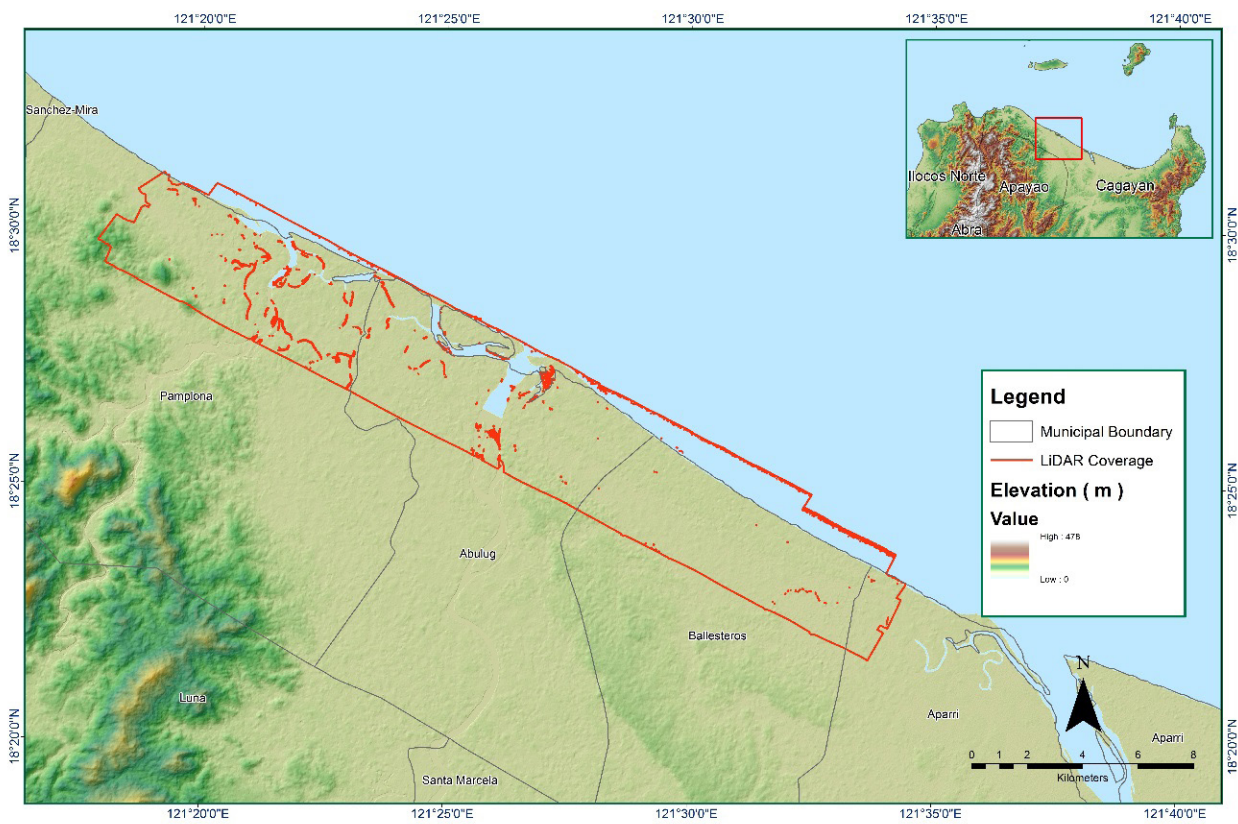 121°20'0"E 121°25'0"E 121°30'0"E 121°35'0"E 121°40'0"E
Sanchez-Mira
Ilocos Norte
Apayao
Cagayan
Abra
18°30'0"N 18°30'0"N
Pamplona
Legend
Municipal Boundary
LiDAR Coverage
Elevation ( m )
Value
High : 478
Low : 0
18°25'0"N 18°25'0"N
Abulug
Ballesteros
Luna
N
Aparri
Aparri
18°20'0"N 18°20'0"N
Santa Marcela
0 1 2 4 6 8
Kilometers
121°20'0"E 121°25'0"E 121°30'0"E 121°35'0"E 121°40'0"E